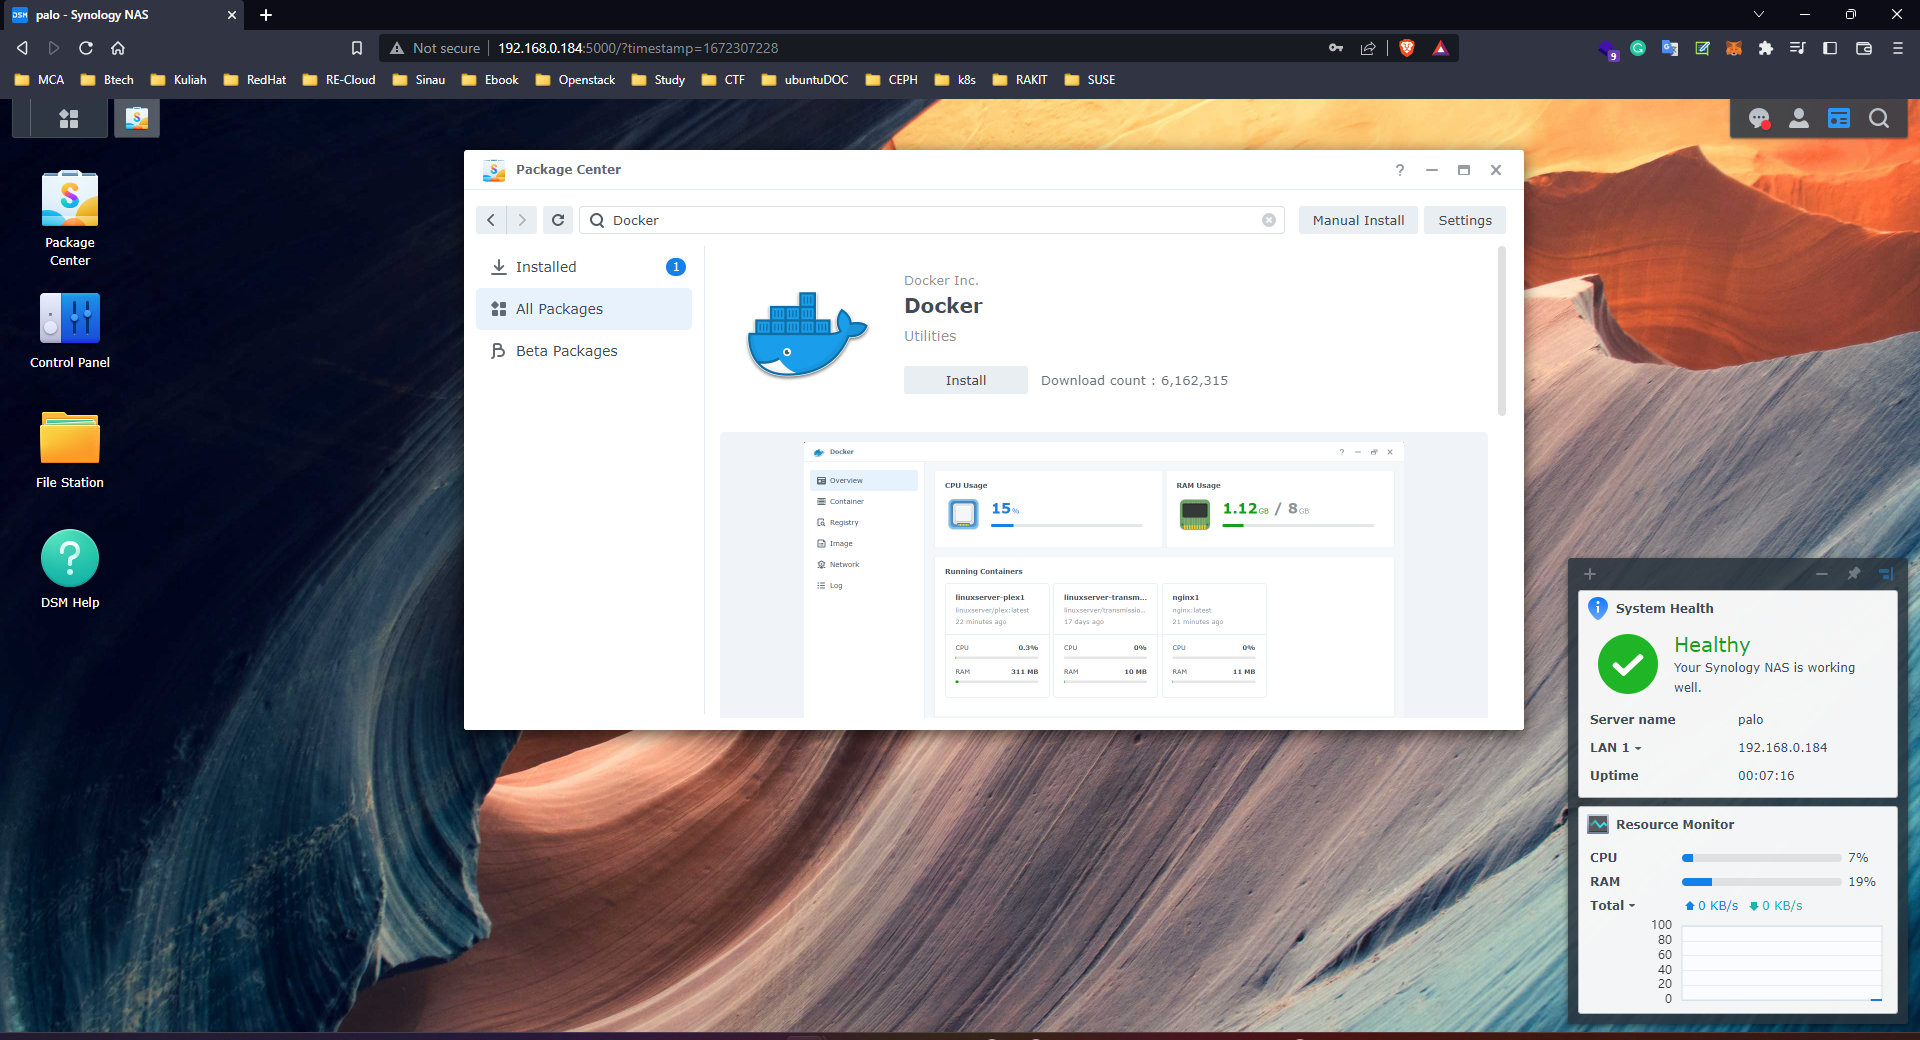 palo - Synology NAS
Not secure 192.168.0.184:5000/?timestamp=1672307228
9
MCA Btech Kuliah RedHat RE-Cloud Sinau Ebook Openstack Study CTF ubuntuDOC CEPH k8s RAKIT SUSE
Package
Center
Control Panel
File Station
DSM Help
Package Center
Docker
Manual Install
Settings
Installed 1
All Packages
Beta Packages
Docker Inc.
Docker
Utilities
Install
Download count : 6,162,315
Docker
Overview
Container
Registry
Image
Network
Log
CPU Usage
15 %
RAM Usage
1.12 GB / 8 GB
Running Containers
linuxserver-plex1
linuxserver/plex:latest
22 minutes ago
CPU 0.3%
RAM 311 MB
linuxserver-transm...
linuxserver/transmissio...
17 days ago
CPU 0%
RAM 10 MB
nginx1
nginx:latest
21 minutes ago
CPU 0%
RAM 11 MB
System Health
Healthy
Your Synology NAS is working
well.
Server name palo
LAN 1 192.168.0.184
Uptime 00:07:16
Resource Monitor
CPU 7%
RAM 19%
Total 0 KB/s 0 KB/s
100
80
60
40
20
0